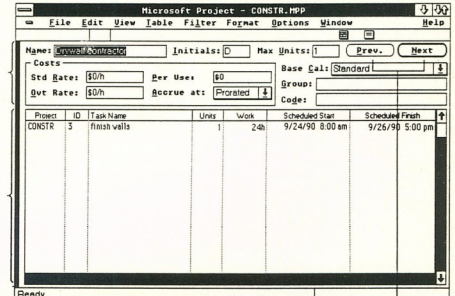 Microsoft Project - CONSTR.MPP
File Edit View Table Filter Format Options Window Help
Name: Drywall contractor Initials: D Max Units: 1 Prev. Next
Costs Base Cal: Standard
Std Rate: $0/h Per Use: $0 Group:
Ovt Rate: $0/h Accrue at: Prorated Code:
Project ID Task Name Units Work Scheduled Start Scheduled Finish
CONSTR 3 finish walls 1 24h 9/24/90 8:00 am 9/26/90 5:00 pm
Ready